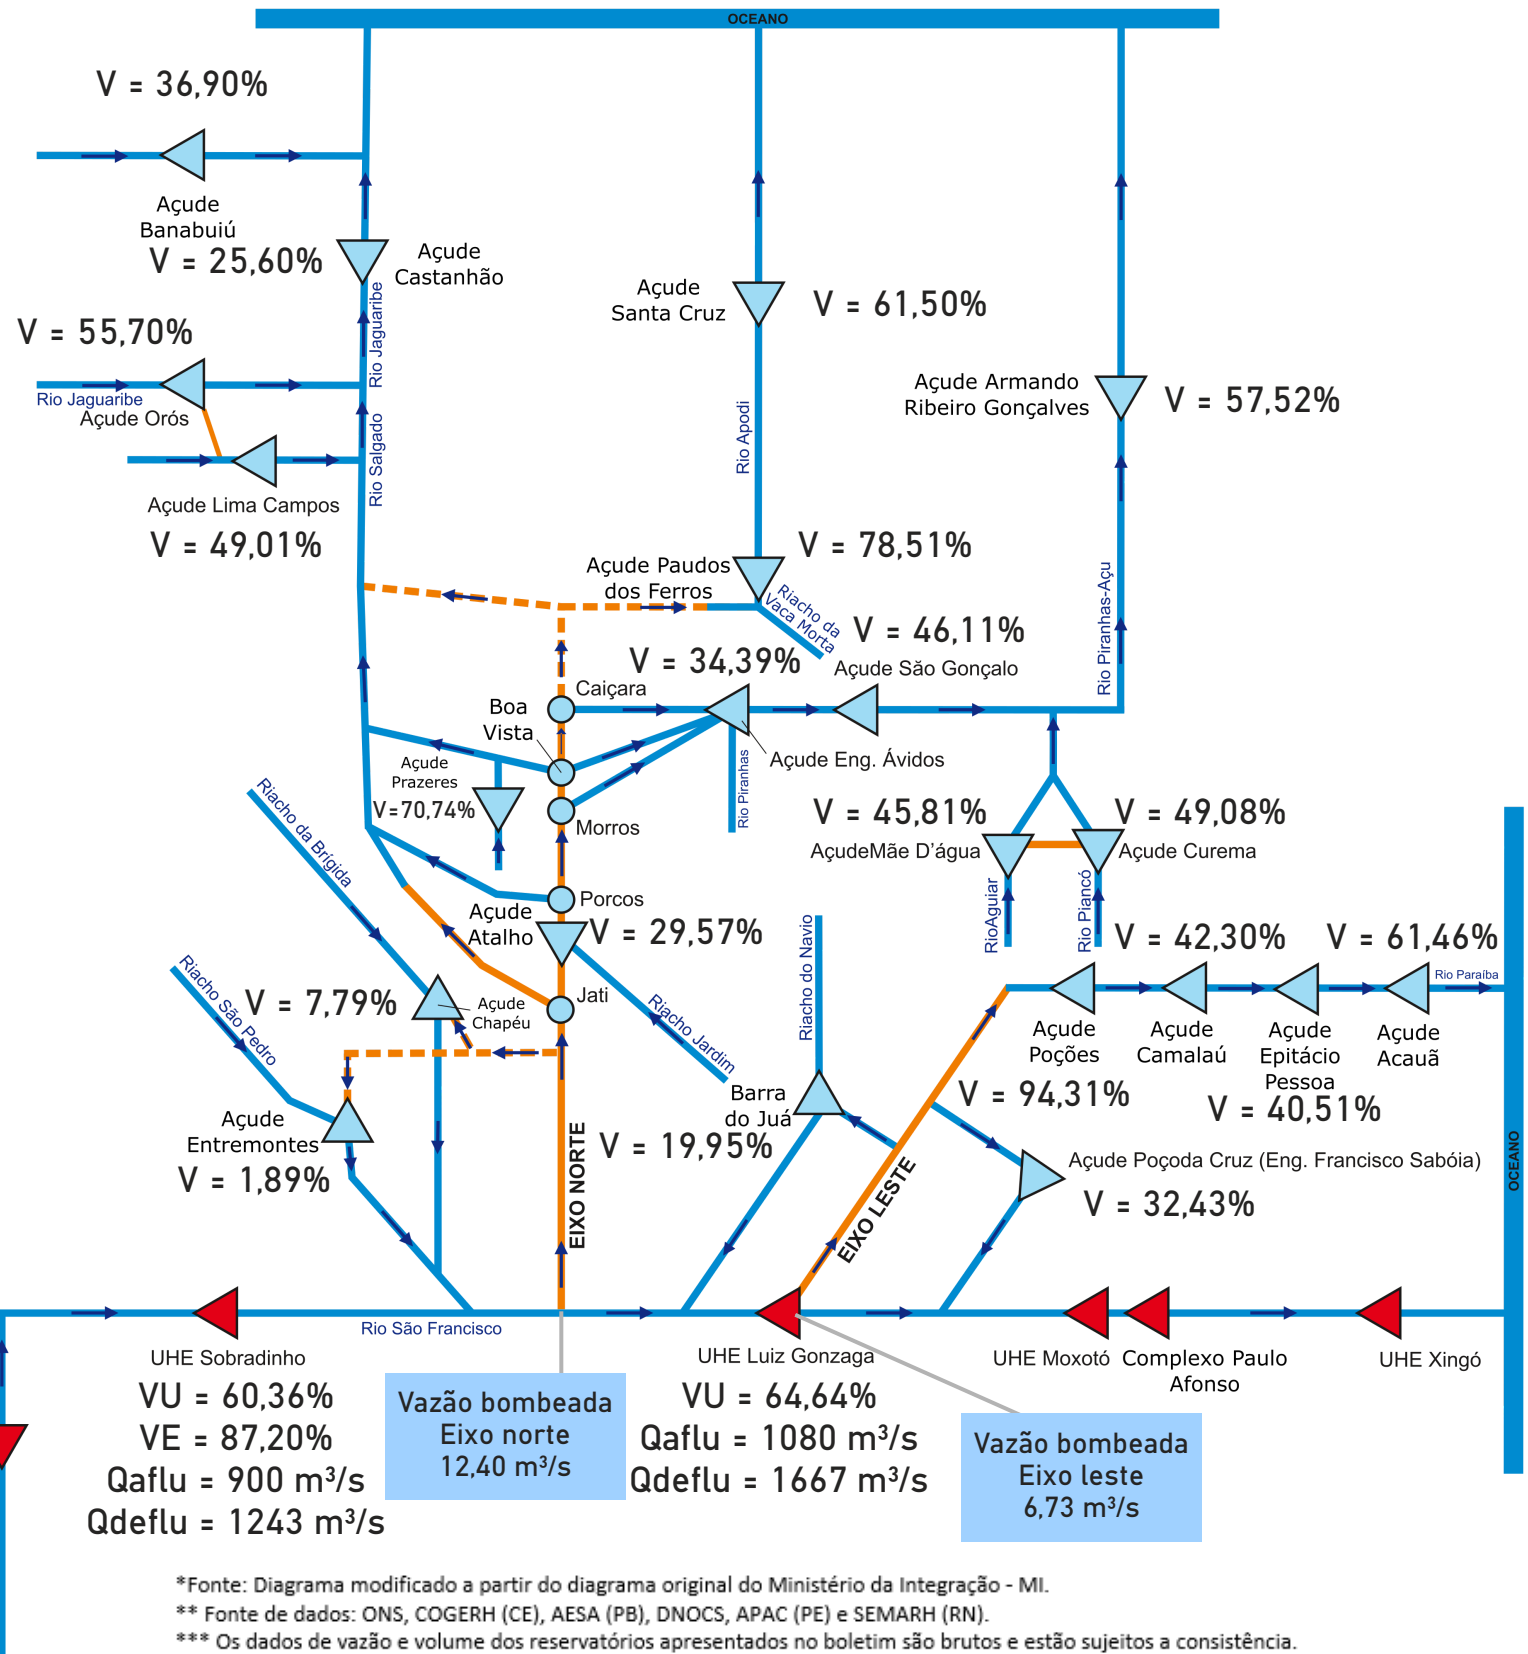 OCEANO
V = 36,90%
Açude
Banabuiú
V = 25,60%
Açude
Castanhão
Rio Jaguaribe
Açude
Santa Cruz
V = 61,50%
V = 55,70%
Rio Jaguaribe
Açude Orós
Açude Armando
Ribeiro Gonçalves
V = 57,52%
Rio Salgado
Rio Apodi
Açude Lima Campos
V = 49,01%
V = 78,51%
Açude Paudos
dos Ferros
Riacho da
Vaca Morta
Rio Piranhas-Açu
V = 46,11%
Açude São Gonçalo
V = 34,39%
Caiçara
Boa
Vista
Açude Eng. Ávidos
Rio Piranhas
Açude
Prazeres
V=70,74%
Morros
Riacho da Brígida
V = 45,81%
AçudeMãe D'água
V = 49,08%
Açude Curema
RioAguiar
Rio Piancó
Porcos
Açude
Atalho
V = 29,57%
Riacho do Navio
V = 42,30%
V = 61,46%
Rio Paraíba
Riacho São Pedro
V = 7,79%
Açude
Chapéu
Jati
Riacho Jardim
Açude
Poções
Açude
Camalaú
Açude
Epitácio
Pessoa
Açude
Acauã
V = 94,31%
V = 40,51%
Barra
do Juá
V = 19,95%
Açude
Entremontes
V = 1,89%
EIXO NORTE
EIXO LESTE
Açude Poçoda Cruz (Eng. Francisco Sabóia)
V = 32,43%
OCEANO
Rio São Francisco
UHE Sobradinho
VU = 60,36%
VE = 87,20%
Qaflu = 900 m³/s
Qdeflu = 1243 m³/s
Vazão bombeada
Eixo norte
12,40 m³/s
UHE Luiz Gonzaga
VU = 64,64%
Qaflu = 1080 m³/s
Qdeflu = 1667 m³/s
Vazão bombeada
Eixo leste
6,73 m³/s
UHE Moxotó
Complexo Paulo
Afonso
UHE Xingó
*Fonte: Diagrama modificado a partir do diagrama original do Ministério da Integração - MI.
** Fonte de dados: ONS, COGERH (CE), AESA (PB), DNOCS, APAC (PE) e SEMARH (RN).
*** Os dados de vazão e volume dos reservatórios apresentados no boletim são brutos e estão sujeitos a consistência.